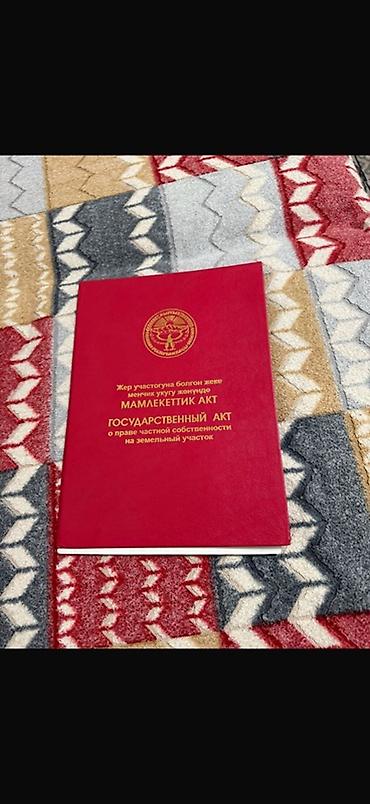 Жер участогуна болгон жеке
менчик укугу жөнүндө
МАМЛЕКЕТТИК АКТ
ГОСУДАРСТВЕННЫЙ АКТ
о праве частной собственности
на земельный участок